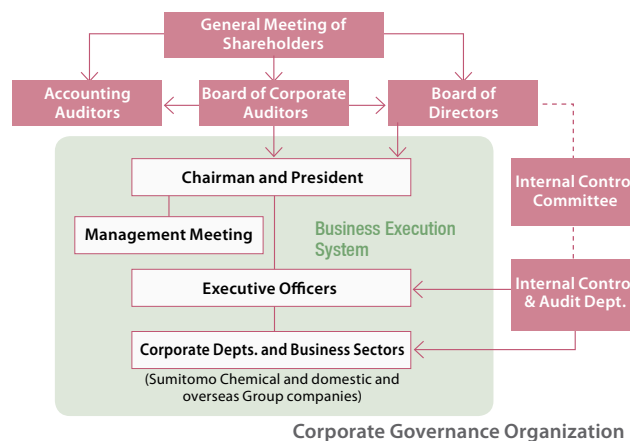 General Meeting of
Shareholders
Accounting
Auditors
Board of Corporate
Auditors
Board of
Directors
Chairman and President
Internal Contro
Committee
Management Meeting
Business Execution
System
Executive Officers
Internal Contro
& Audit Dept.
Corporate Depts. and Business Sectors
(Sumitomo Chemical and domestic and
overseas Group companies)
Corporate Governance Organization